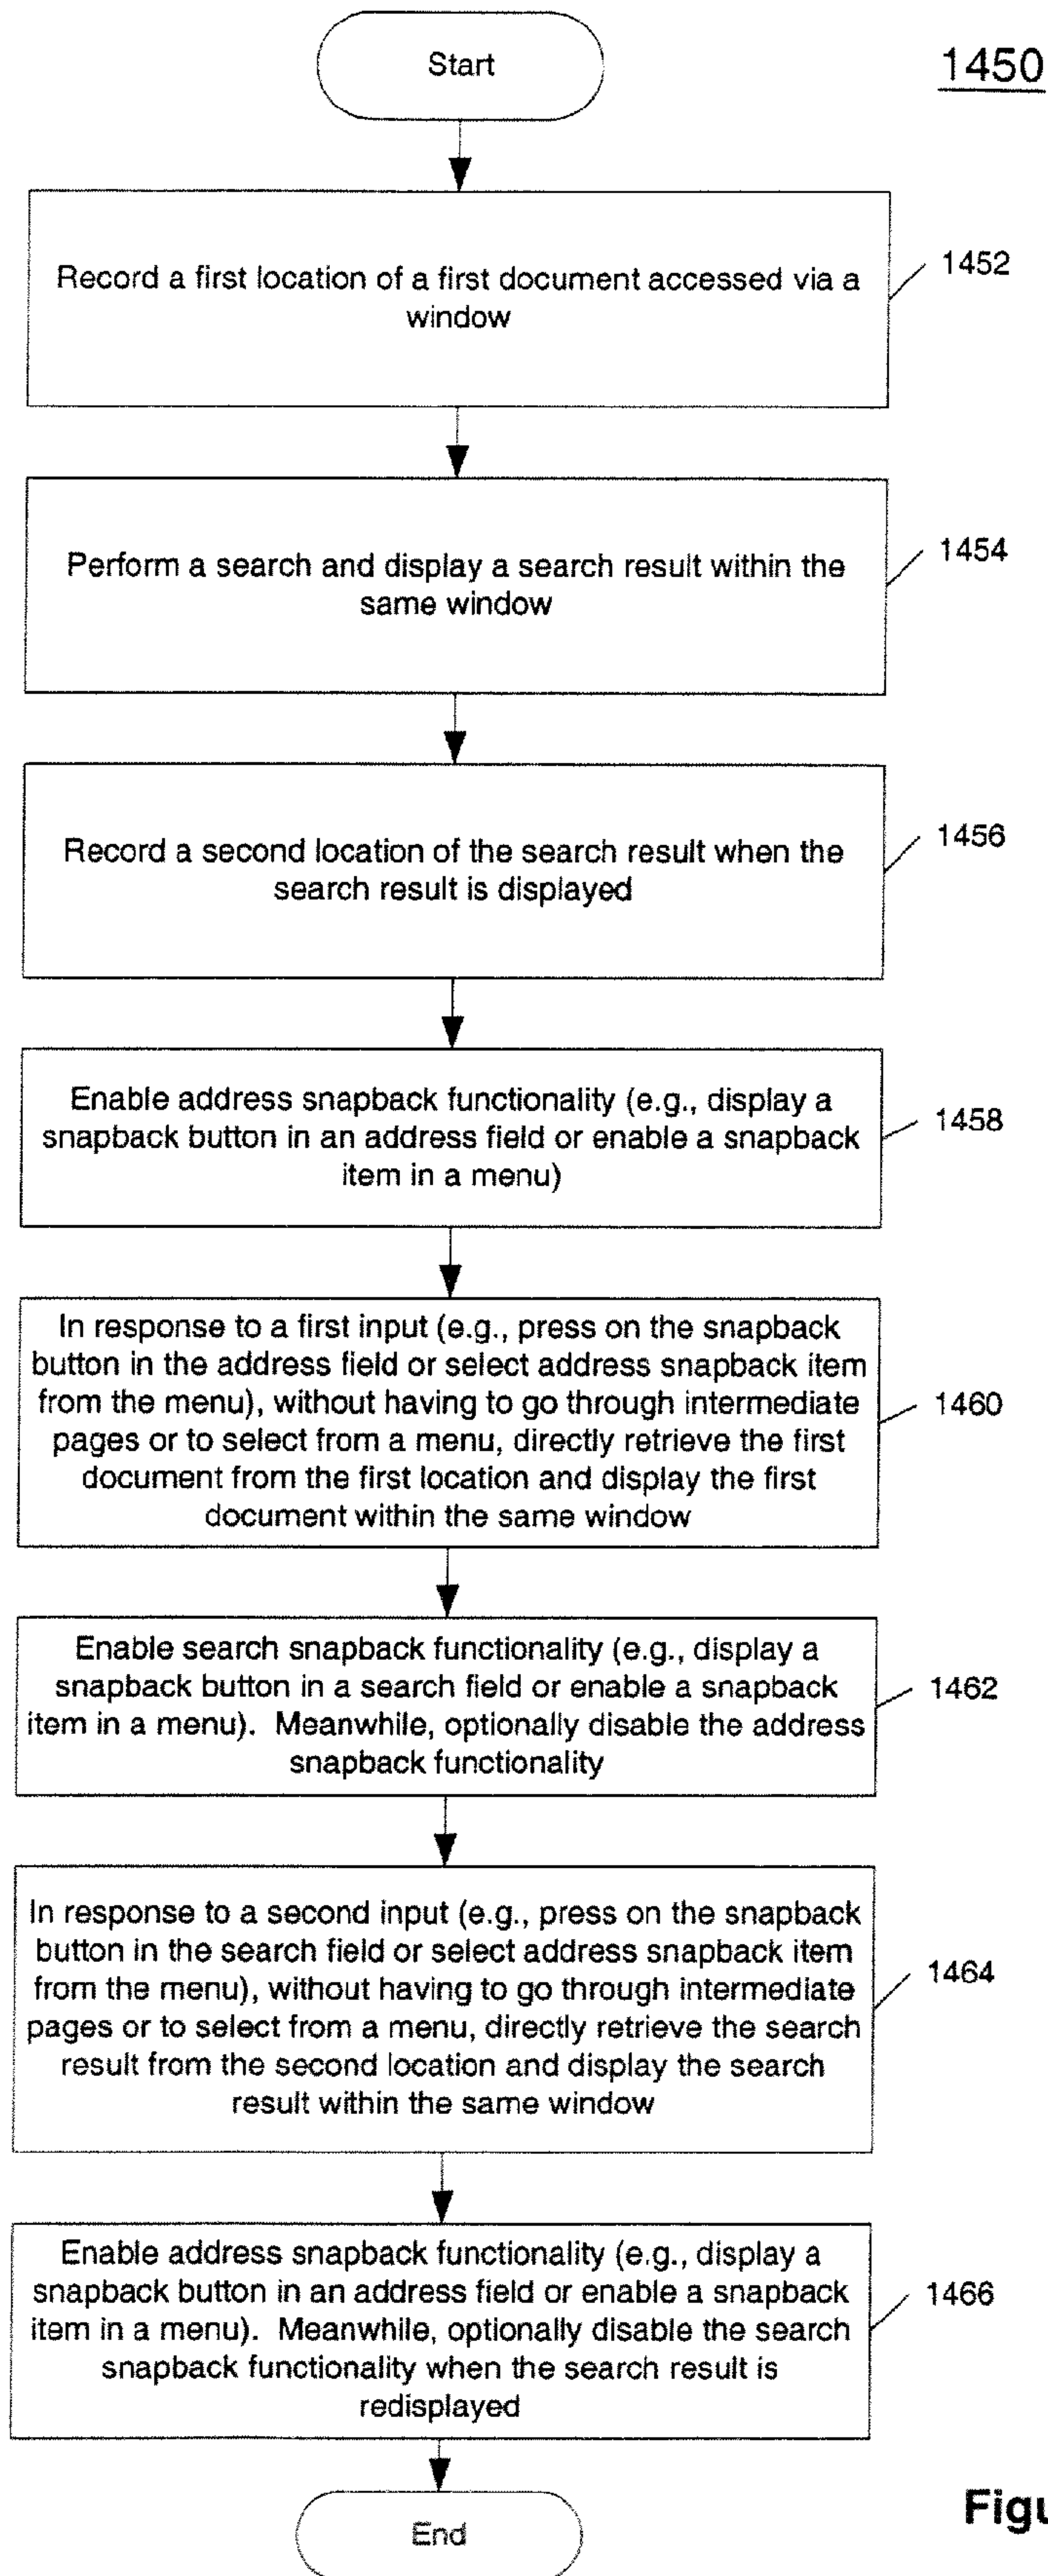 Start
1450
Record a first location of a first document accessed via a
window
1452
Perform a search and display a search result within the
same window
1454
Record a second location of the search result when the
search result is displayed
1456
Enable address snapback functionality (e.g., display a
snapback button in an address field or enable a snapback
item in a menu)
1458
In response to a first input (e.g., press on the snapback
button in the address field or select address snapback item
from the menu), without having to go through intermediate
pages or to select from a menu, directly retrieve the first
document from the first location and display the first
document within the same window
1460
Enable search snapback functionality (e.g., display a
snapback button in a search field or enable a snapback
item in a menu). Meanwhile, optionally disable the address
snapback functionality
1462
In response to a second input (e.g., press on the snapback
button in the search field or select address snapback item
from the menu), without having to go through intermediate
pages or to select from a menu, directly retrieve the search
result from the second location and display the search
result within the same window
1464
Enable address snapback functionality (e.g., display a
snapback button in an address field or enable a snapback
item in a menu). Meanwhile, optionally disable the search
snapback functionality when the search result is
redisplayed
1466
End
Figu